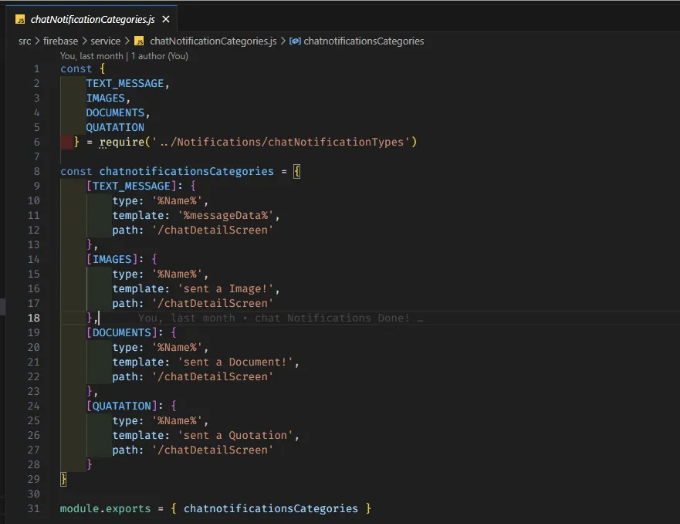 JS chatNotificationCategories.js ×
src > firebase > service > JS chatNotificationCategories.js > chatnotificationsCategories
You, last month | 1 author (You)
1 const {
2 TEXT_MESSAGE,
3 IMAGES,
4 DOCUMENTS,
5 QUATATION
6 } = require('../Notifications/chatNotificationTypes')
7
8 const chatnotificationsCategories = {
9 [TEXT_MESSAGE]: {
10 type: '%Name%',
11 template: '%messageData%',
12 path: '/chatDetailScreen'
13 },
14 [IMAGES]: {
15 type: '%Name%',
16 template: 'sent a Image!',
17 path: '/chatDetailScreen'
18 }, You, last month • chat Notifications Done! …
19 [DOCUMENTS]: {
20 type: '%Name%',
21 template: 'sent a Document!',
22 path: '/chatDetailScreen'
23 },
24 [QUATATION]: {
25 type: '%Name%',
26 template: 'sent a Quotation',
27 path: '/chatDetailScreen'
28 }
29 }
30
31 module.exports = { chatnotificationsCategories }